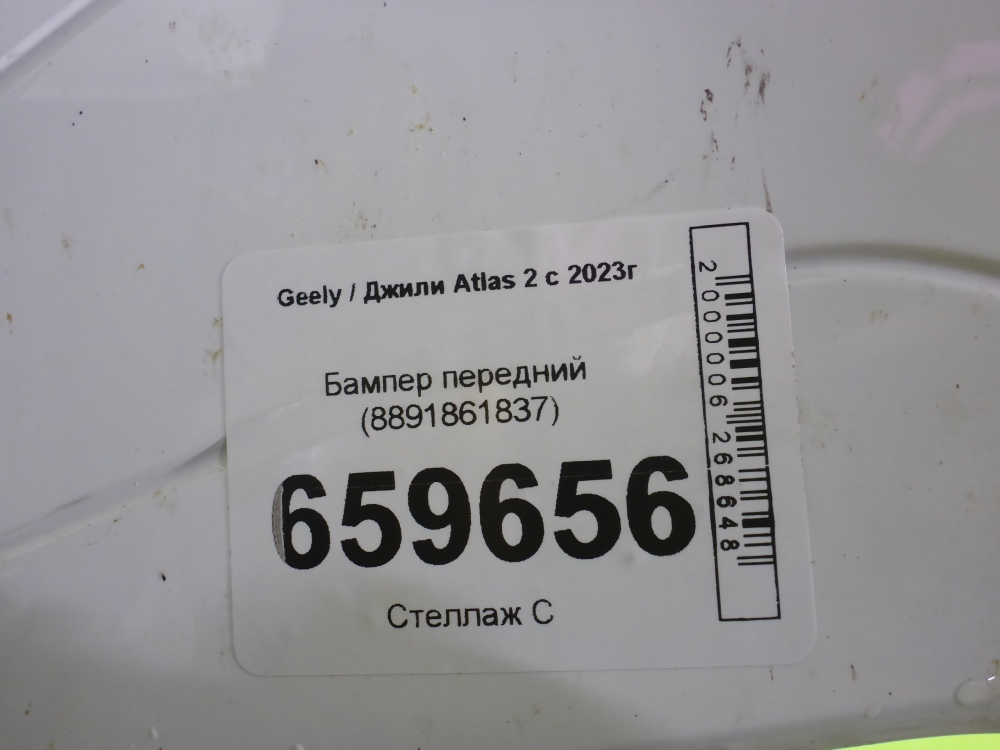 Geely / Джили Atlas 2 с 2023г
Бампер передний
(8891861837)
659656
Стеллаж С
2 000006 268648